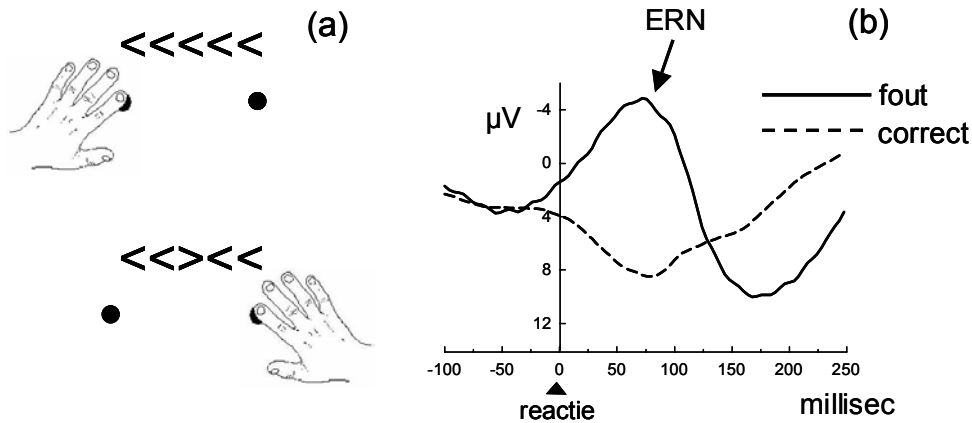 (a)
<<<<<
<<><<
(b)
ERN
µV
fout
correct
-4
0
4
8
12
-100 -50 0 50 100 150 200 250
reactie
millisec